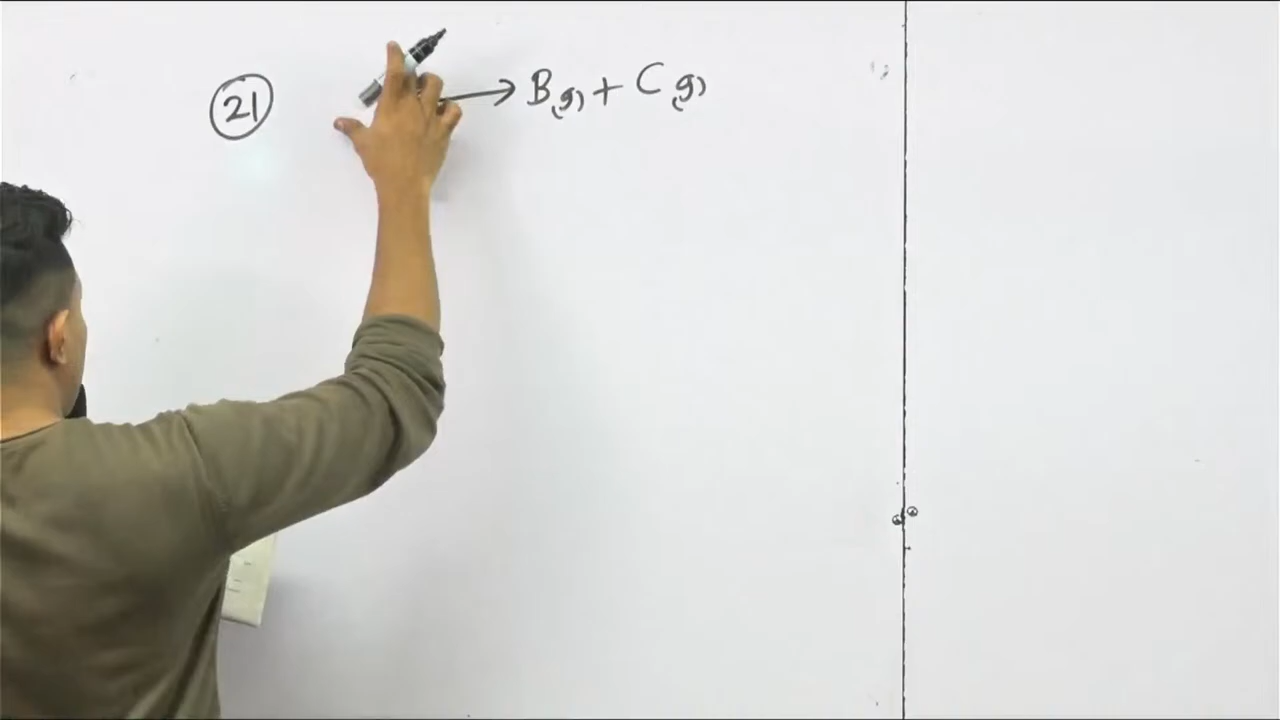 21 → B(g) + C(g)